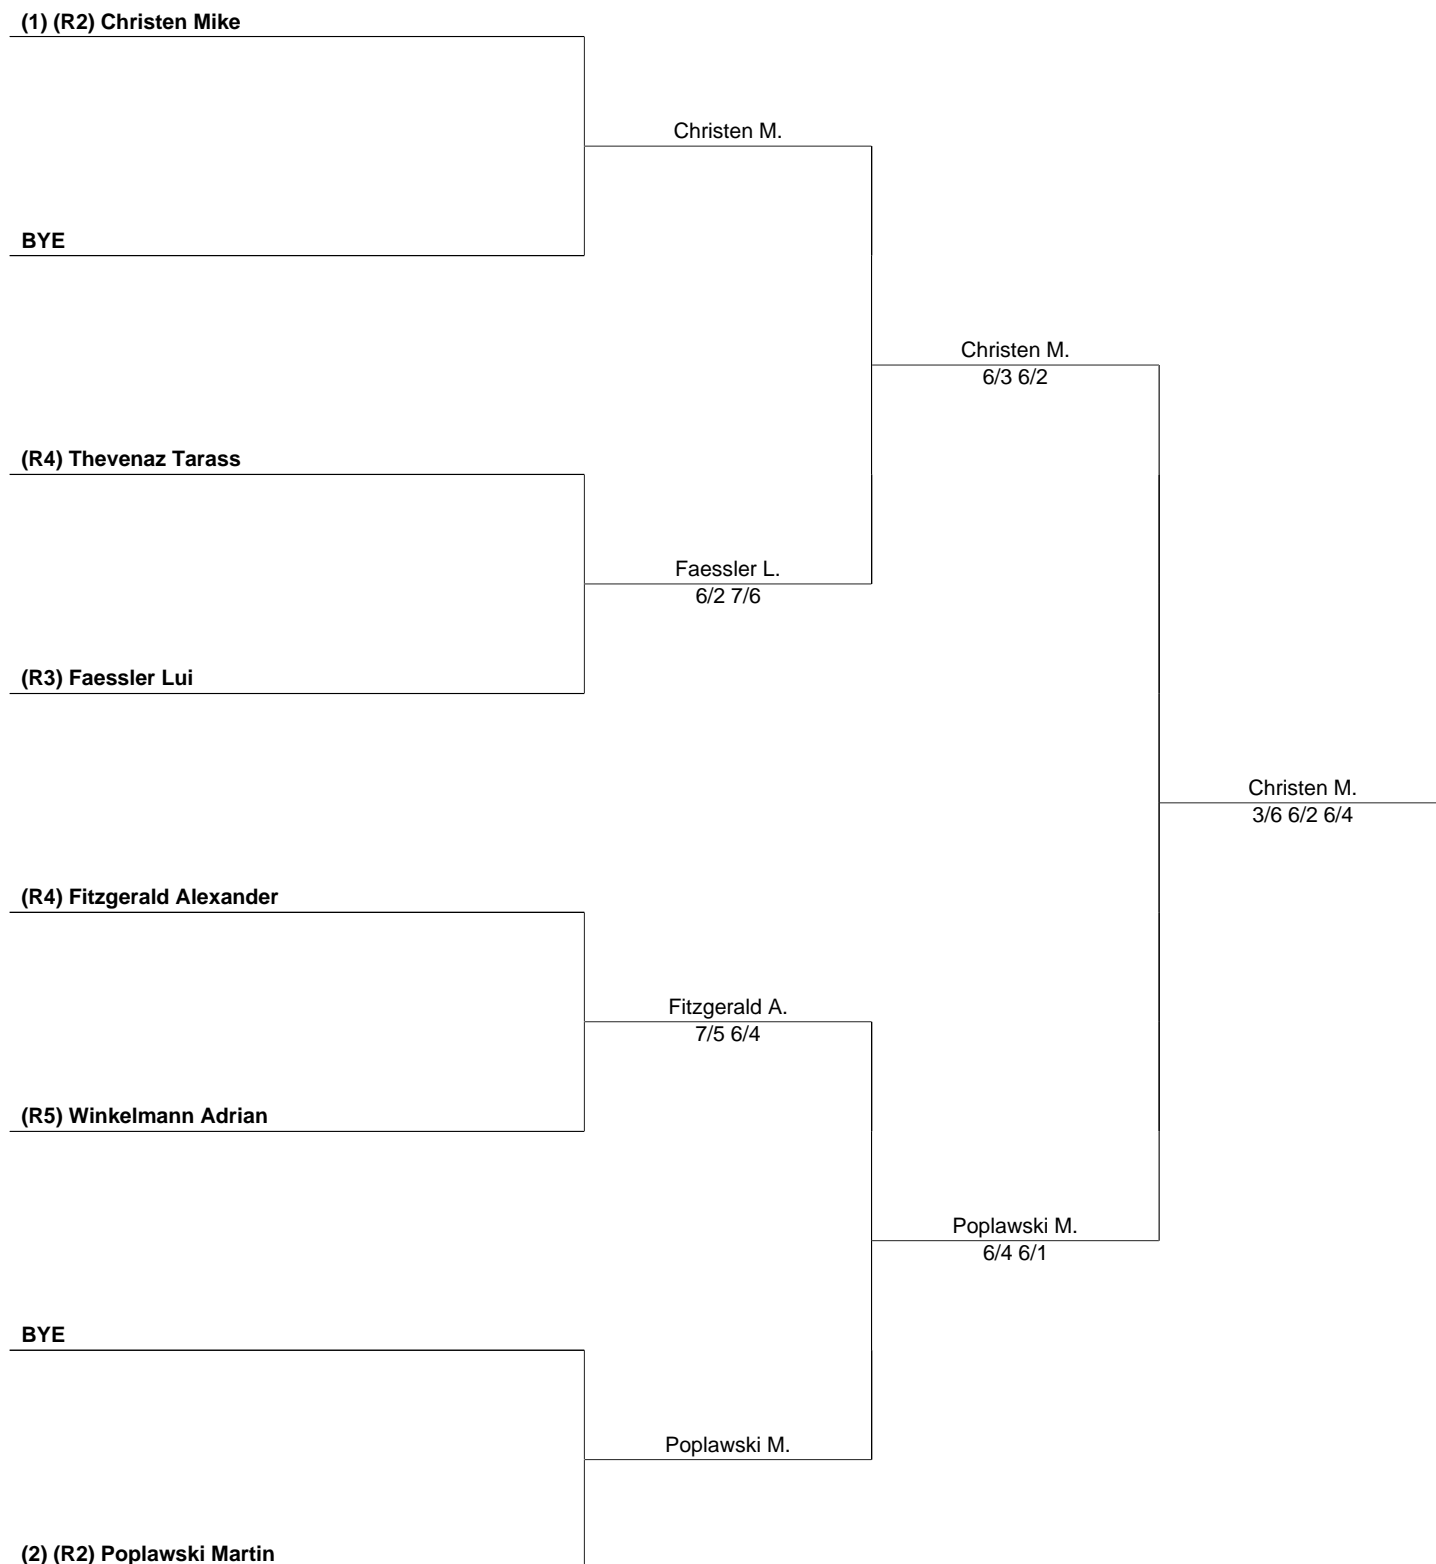 (1) (R2) Christen Mike
Christen M.
BYE
Christen M.
6/3 6/2
(R4) Thevenaz Tarass
Faessler L.
6/2 7/6
(R3) Faessler Lui
Christen M.
3/6 6/2 6/4
(R4) Fitzgerald Alexander
Fitzgerald A.
7/5 6/4
(R5) Winkelmann Adrian
Poplawski M.
6/4 6/1
BYE
Poplawski M.
(2) (R2) Poplawski Martin